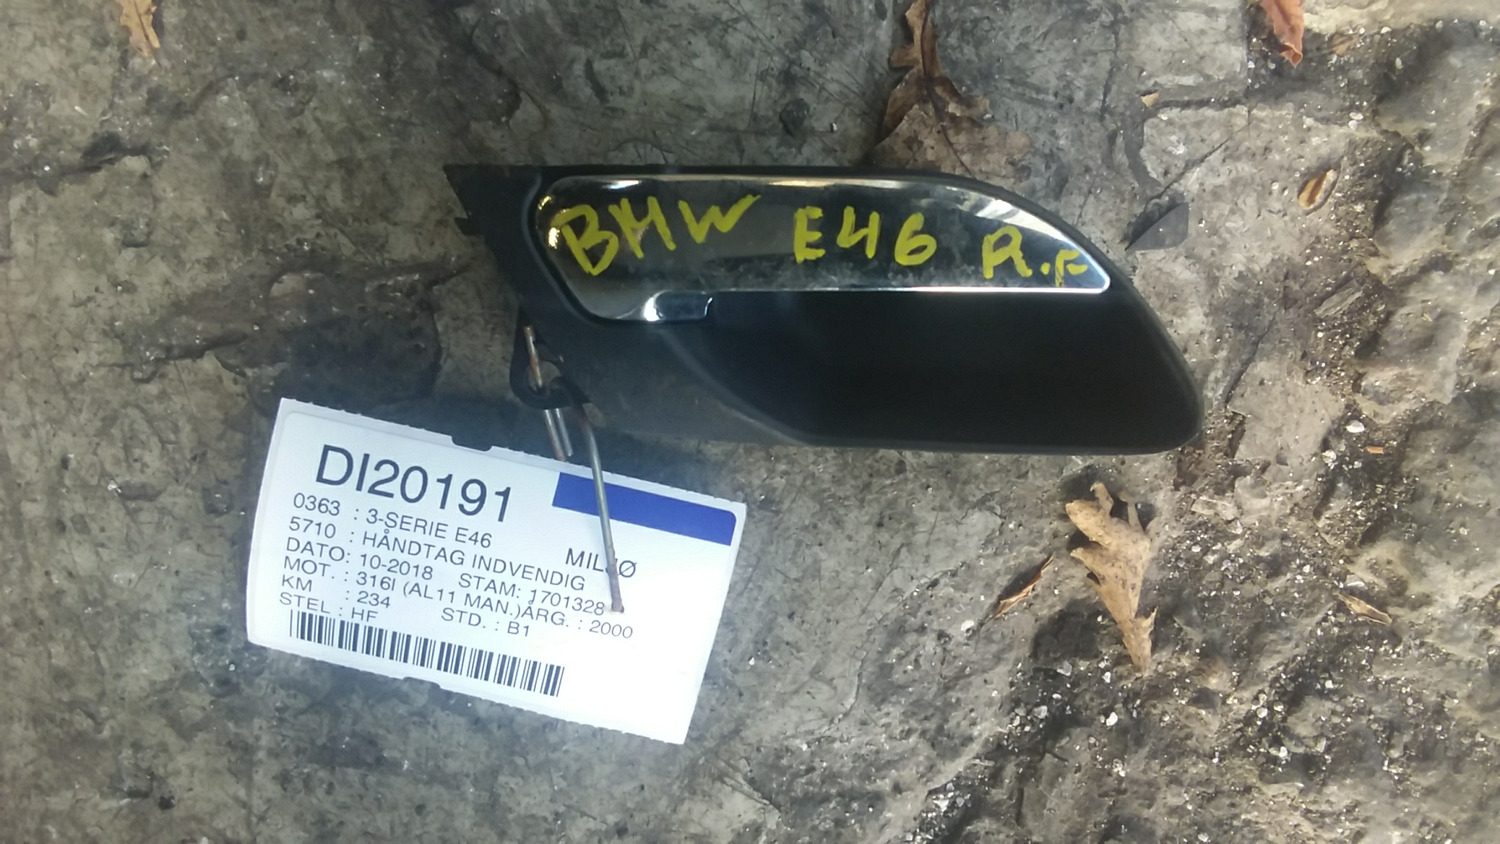 BMW E46 R.F
DI20191
0363 : 3-SERIE E46
5710 : HÅNDTAG INDVENDIG MILJØ
DATO: 10-2018 STAM: 1701328
MOT. : 316I (AL11 MAN.)ÅRG. : 2000
KM : 234
STEL : HF STD. : B1